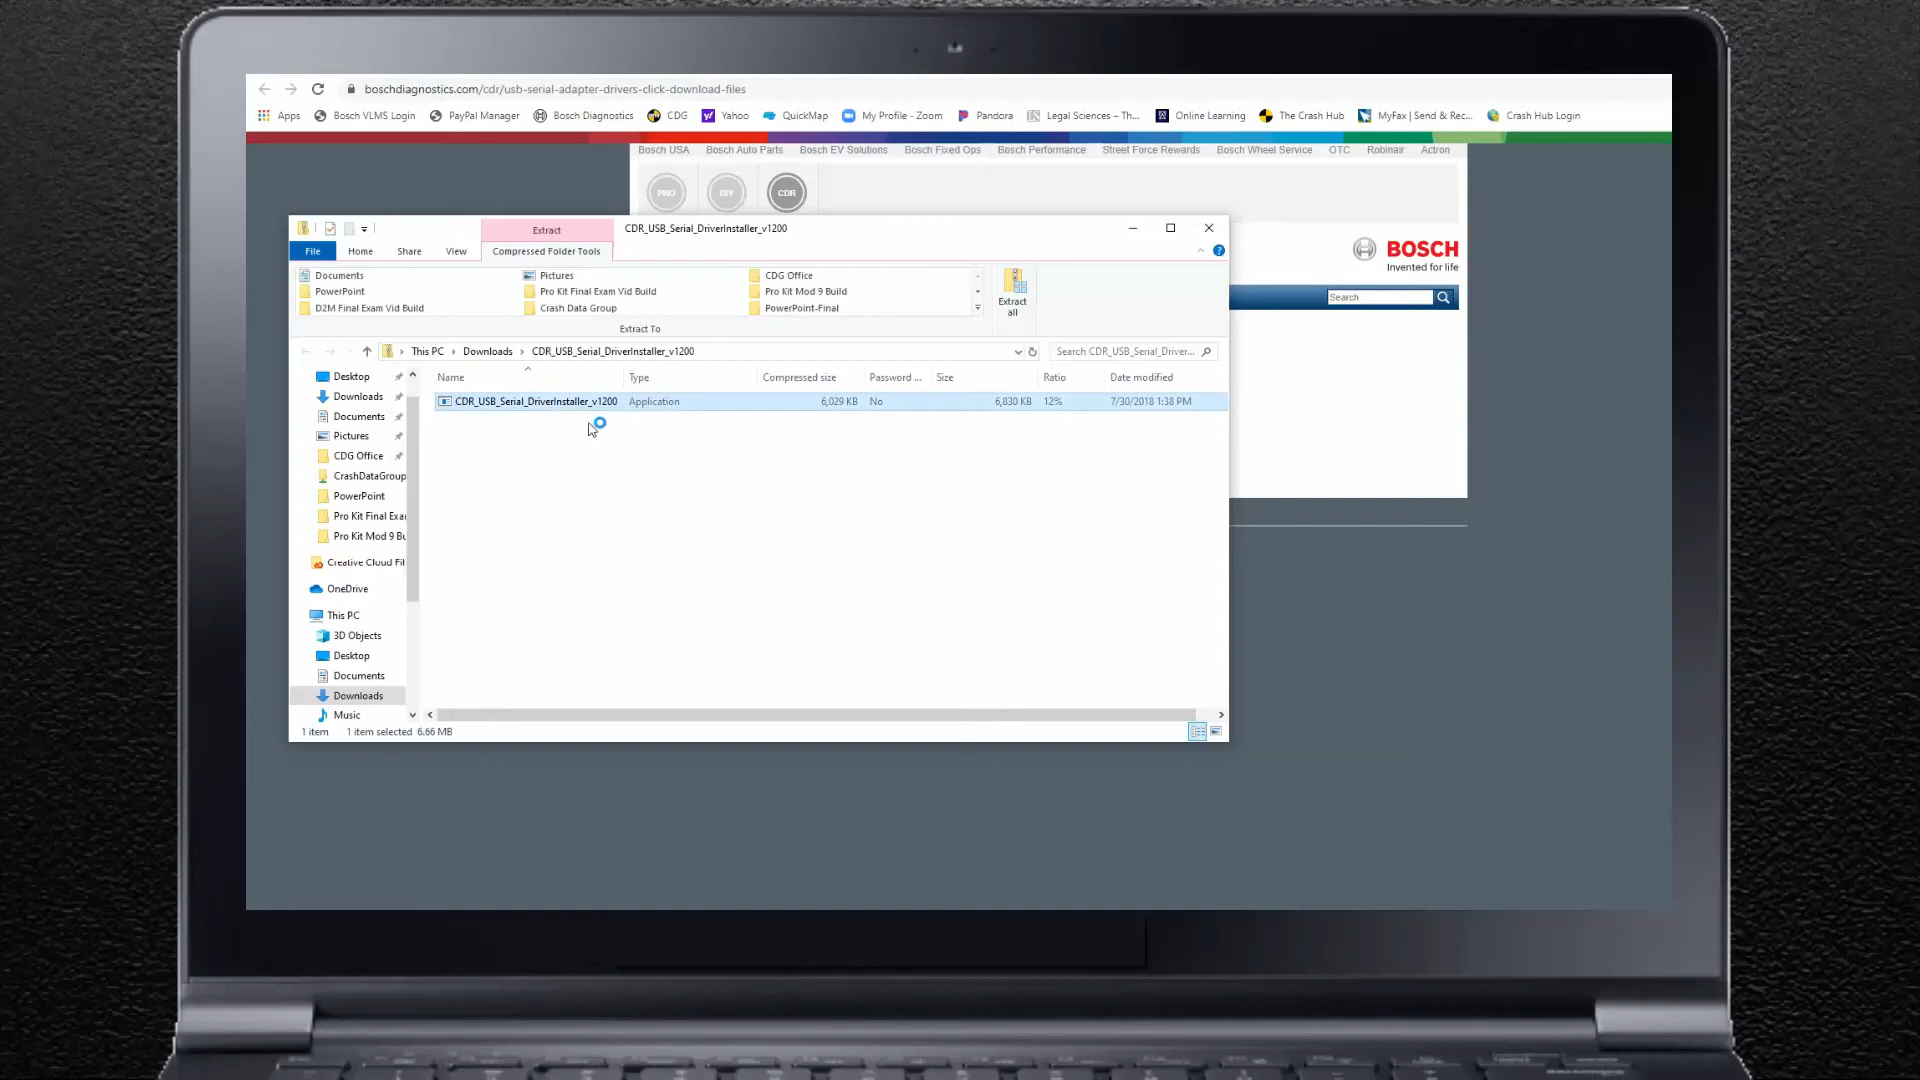 boschdiagnostics.com/cdr/usb-serial-adapter-drivers-click-download-files
Apps Bosch VLMS Login PayPal Manager Bosch Diagnostics CDG Yahoo QuickMap My Profile - Zoom Pandora Legal Sciences – Th... Online Learning The Crash Hub MyFax | Send & Rec... Crash Hub Login
Bosch USA Bosch Auto Parts Bosch EV Solutions Bosch Fixed Ops Bosch Performance Street Force Rewards Bosch Wheel Service OTC Robinair Actron
PRO DIY CDR
BOSCH
Invented for life
Search
Extract CDR_USB_Serial_DriverInstaller_v1200
File Home Share View Compressed Folder Tools
Documents Pictures CDG Office
PowerPoint Pro Kit Final Exam Vid Build Pro Kit Mod 9 Build
D2M Final Exam Vid Build Crash Data Group PowerPoint-Final
Extract all
Extract To
This PC Downloads CDR_USB_Serial_DriverInstaller_v1200 Search CDR_USB_Serial_Driver...
Name Type Compressed size Password ... Size Ratio Date modified
CDR_USB_Serial_DriverInstaller_v1200 Application 6,029 KB No 6,830 KB 12% 7/30/2018 1:38 PM
Desktop
Downloads
Documents
Pictures
CDG Office
CrashDataGroup
PowerPoint
Pro Kit Final Exa
Pro Kit Mod 9 Bu
Creative Cloud Fil
OneDrive
This PC
3D Objects
Desktop
Documents
Downloads
Music
1 item 1 item selected 6.66 MB